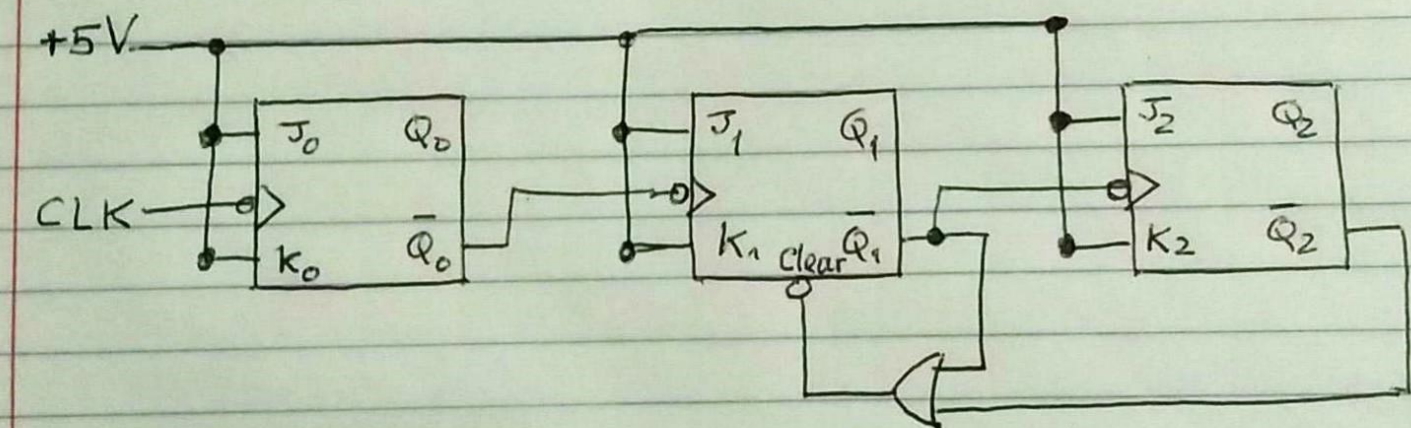 +5V
J₀ Q₀
CLK
K₀ Q̅₀
J₁ Q₁
K₁ Clear Q̅₁
J₂ Q₂
K₂ Q̅₂